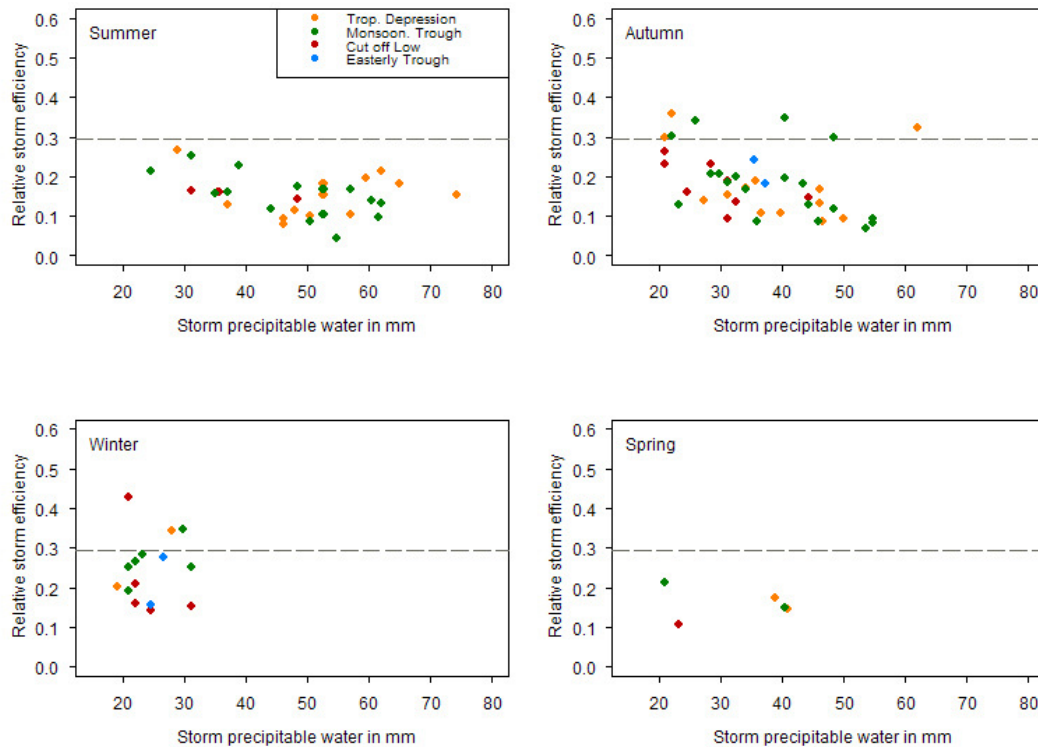 Summer
Trop. Depression
Monsoon. Trough
Cut off Low
Easterly Trough
Relative storm efficiency
0.6
0.5
0.4
0.3
0.2
0.1
0.0
20 30 40 50 60 70 80
Storm precipitable water in mm
Autumn
Relative storm efficiency
0.6
0.5
0.4
0.3
0.2
0.1
0.0
20 30 40 50 60 70 80
Storm precipitable water in mm
Winter
Relative storm efficiency
0.6
0.5
0.4
0.3
0.2
0.1
0.0
20 30 40 50 60 70 80
Storm precipitable water in mm
Spring
Relative storm efficiency
0.6
0.5
0.4
0.3
0.2
0.1
0.0
20 30 40 50 60 70 80
Storm precipitable water in mm